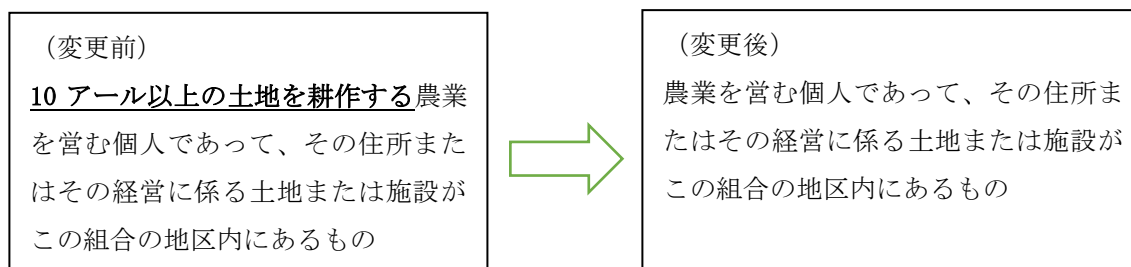 （変更前）
10 アール以上の土地を耕作する農業
を営む個人であって、その住所また
はその経営に係る土地または施設が
この組合の地区内にあるもの
（変更後）
農業を営む個人であって、その住所ま
たはその経営に係る土地または施設が
この組合の地区内にあるもの